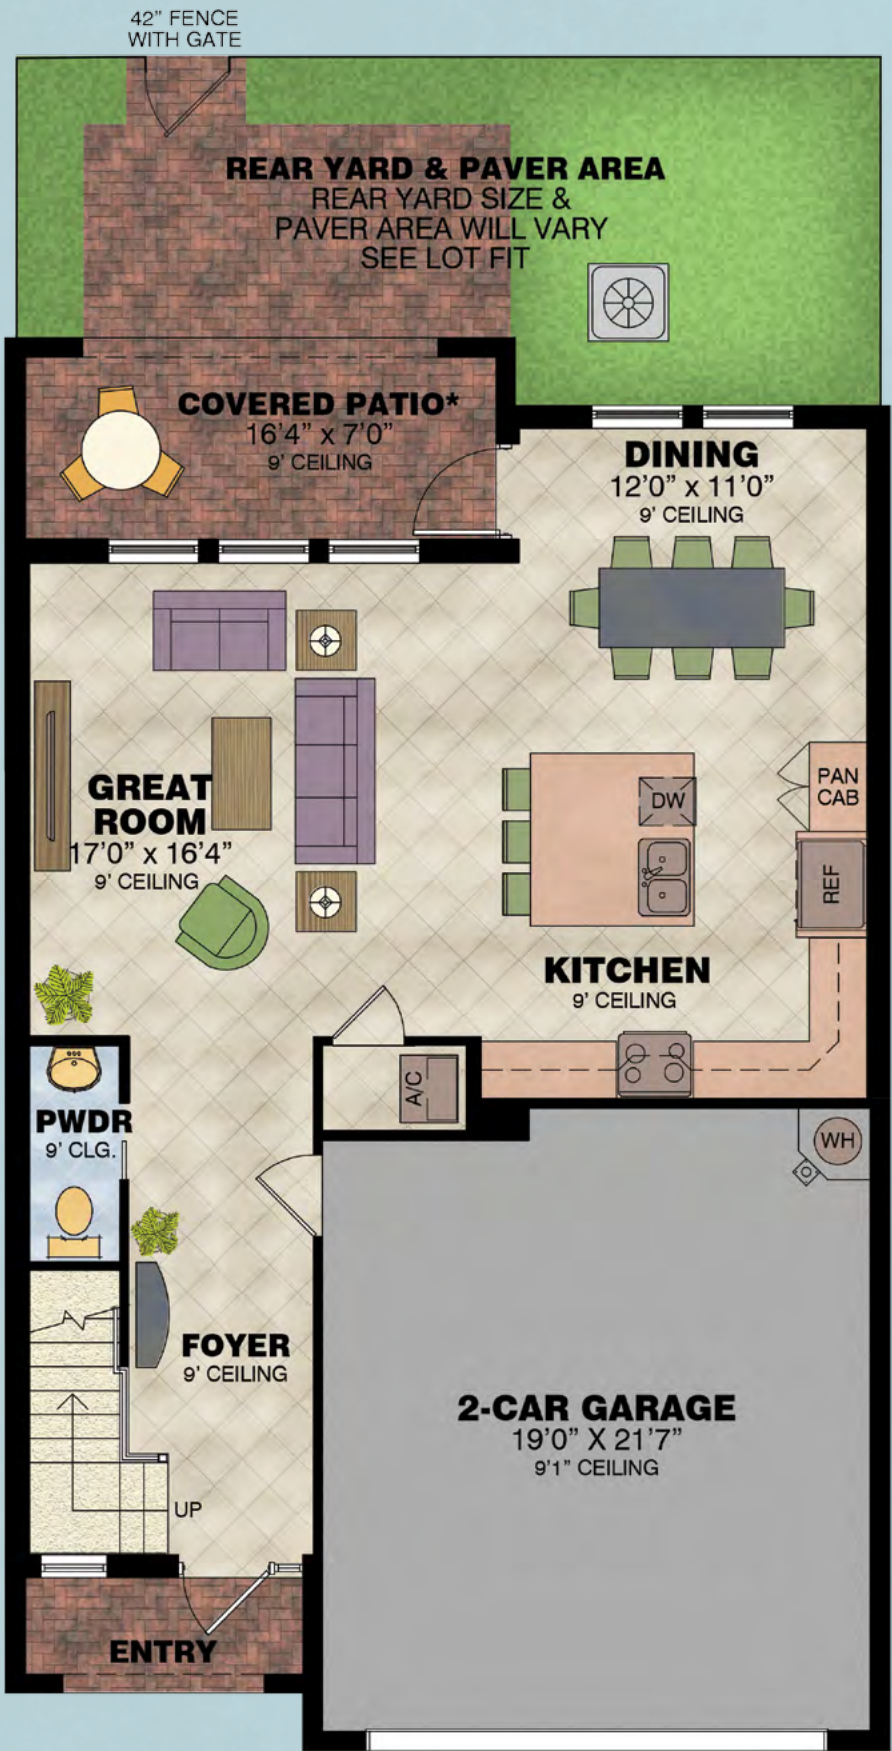 42” FENCE
WITH GATE
REAR YARD & PAVER AREA
REAR YARD SIZE &
PAVER AREA WILL VARY
SEE LOT FIT
COVERED PATIO*
16’4” x 7’0”
9’ CEILING
DINING
12’0” x 11’0”
9’ CEILING
GREAT
ROOM
17’0” x 16’4”
9’ CEILING
DW
PAN
CAB
REF
KITCHEN
9’ CEILING
A/C
PWDR
9’ CLG.
WH
FOYER
9’ CEILING
2-CAR GARAGE
19’0” X 21’7”
9’1” CEILING
UP
ENTRY